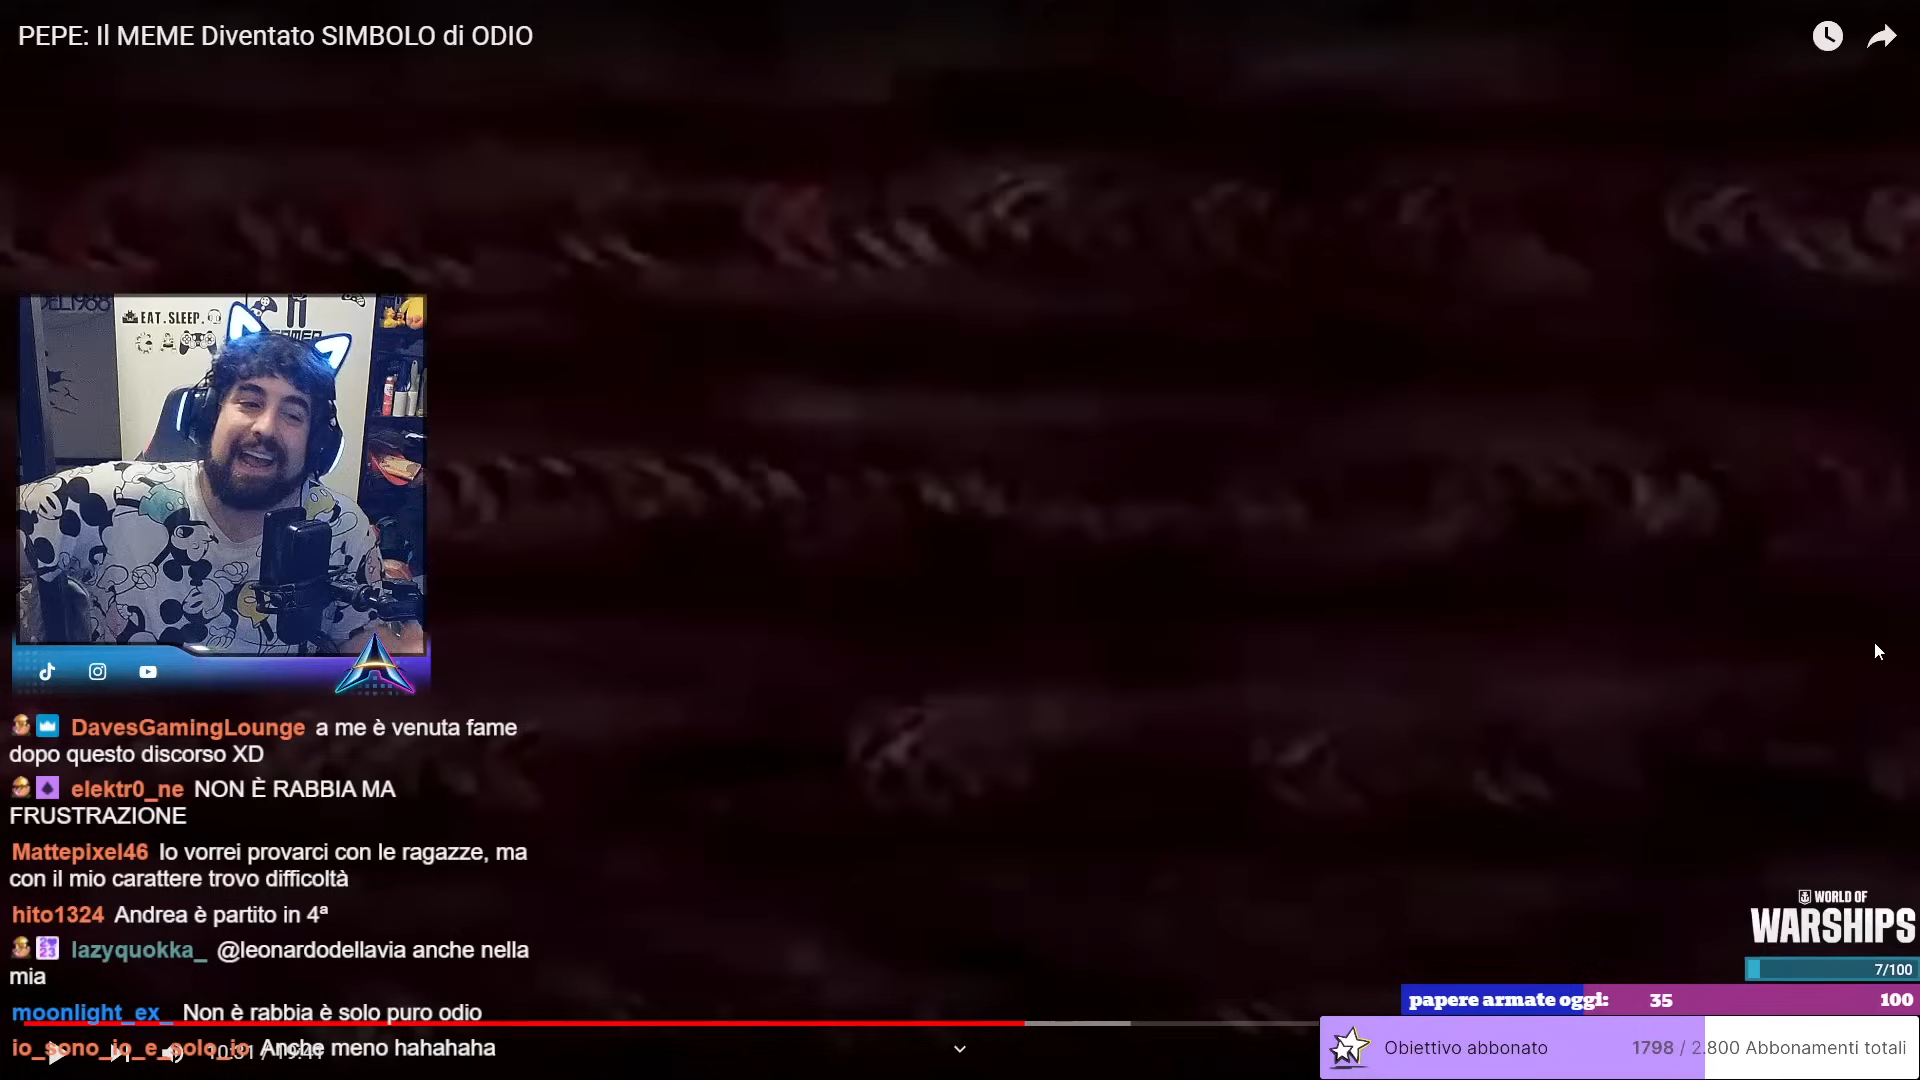 PEPE: Il MEME Diventato SIMBOLO di ODIO
EAT.SLEEP.
GAMER
DavesGamingLounge a me è venuta fame
dopo questo discorso XD
elektr0_ne NON È RABBIA MA
FRUSTRAZIONE
Mattepixel46 Io vorrei provarci con le ragazze, ma
con il mio carattere trovo difficoltà
hito1324 Andrea è partito in 4ª
lazyquokka_ @leonardodellavia anche nella
mia
moonlight_ex_ Non è rabbia è solo puro odio
io_sono_io_e_solo_io Anche meno hahahaha
WORLD OF
WARSHIPS
7/100
papere armate oggi: 35 100
Obiettivo abbonato 1798 / 2.800 Abbonamenti totali